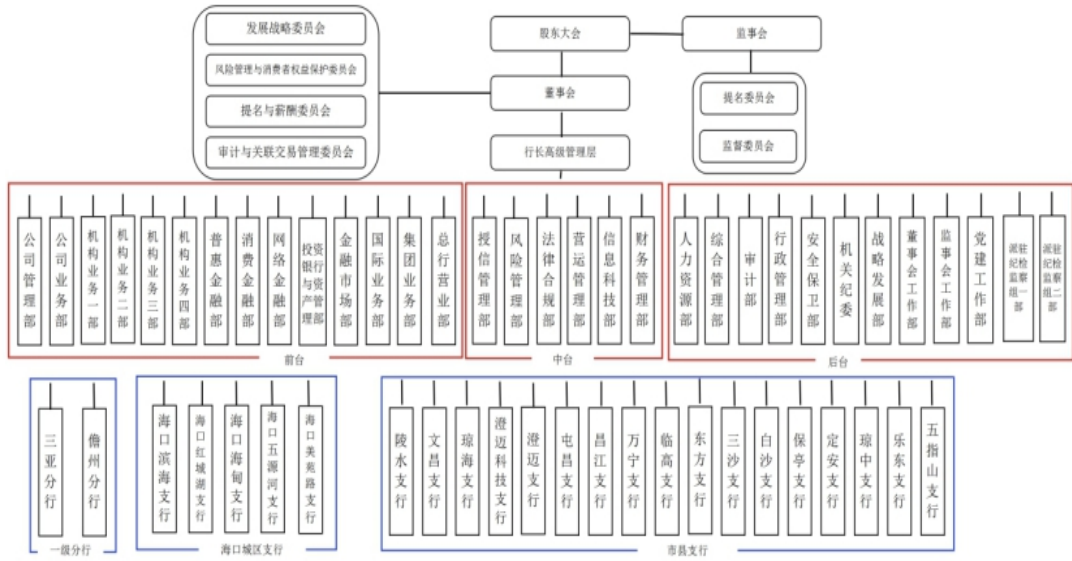 发展战略委员会
风险管理与消费者权益保护委员会
提名与薪酬委员会
审计与关联交易管理委员会
股东大会
监事会
董事会
提名委员会
监督委员会
行长高级管理层
公司管理部
公司业务部
机构业务一部
机构业务二部
机构业务三部
机构业务四部
普惠金融部
消费金融部
网络金融部
投资银行与资产管理部
金融市场部
国际业务部
集团业务部
总行营业部
前台
授信管理部
风险管理部
法律合规部
营运管理部
信息科技部
财务管理部
中台
人力资源部
综合管理部
审计部
行政管理部
安全保卫部
机关纪委
战略发展部
董事会工作部
监事会工作部
党建工作部
派驻纪检监察组一部
派驻纪检监察组二部
后台
三亚分行
儋州分行
一级分行
海口滨海支行
海口红城湖支行
海口海甸支行
海口五源河支行
海口美苑路支行
海口城区支行
陵水支行
文昌支行
琼海支行
澄迈科技支行
澄迈支行
屯昌支行
昌江支行
万宁支行
临高支行
东方支行
三沙支行
白沙支行
保亭支行
定安支行
琼中支行
乐东支行
五指山支行
市县支行